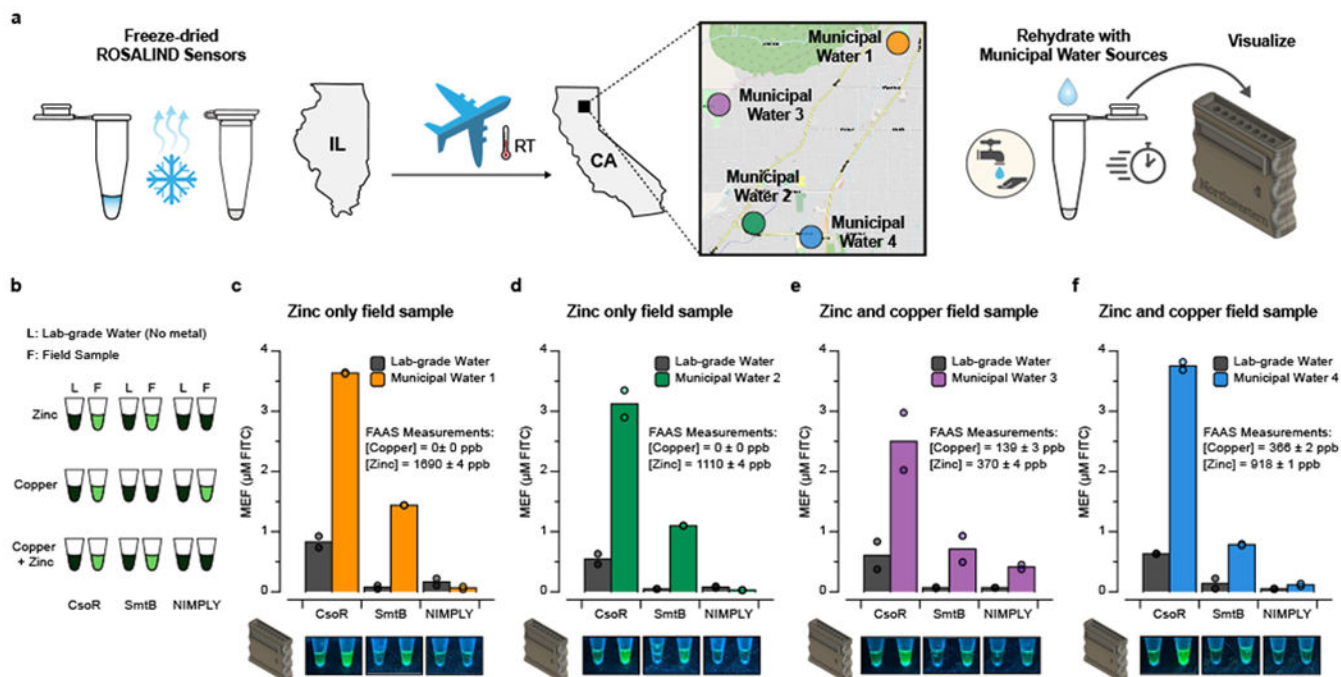 a
Freeze-dried
ROSALIND Sensors
IL
RT
CA
Municipal
Water 1
Municipal
Water 3
Municipal
Water 2
Municipal
Water 4
Rehydrate with
Municipal Water Sources
Visualize
Northwestern
b
L: Lab-grade Water (No metal)
F: Field Sample
L F L F L F
Zinc
Copper
Copper
+ Zinc
CsoR SmtB NIMPLY
c
Zinc only field sample
MEF (µM FITC)
4
3
2
1
0
Lab-grade Water
Municipal Water 1
FAAS Measurements:
[Copper] = 0± 0 ppb
[Zinc] = 1690 ± 4 ppb
CsoR SmtB NIMPLY
d
Zinc only field sample
MEF (µM FITC)
4
3
2
1
0
Lab-grade Water
Municipal Water 2
FAAS Measurements:
[Copper] = 0 ± 0 ppb
[Zinc] = 1110 ± 4 ppb
CsoR SmtB NIMPLY
e
Zinc and copper field sample
MEF (µM FITC)
4
3
2
1
0
Lab-grade Water
Municipal Water 3
FAAS Measurements:
[Copper] = 139 ± 3 ppb
[Zinc] = 370 ± 4 ppb
CsoR SmtB NIMPLY
f
Zinc and copper field sample
MEF (µM FITC)
4
3
2
1
0
Lab-grade Water
Municipal Water 4
FAAS Measurements:
[Copper] = 366 ± 2 ppb
[Zinc] = 918 ± 1 ppb
CsoR SmtB NIMPLY